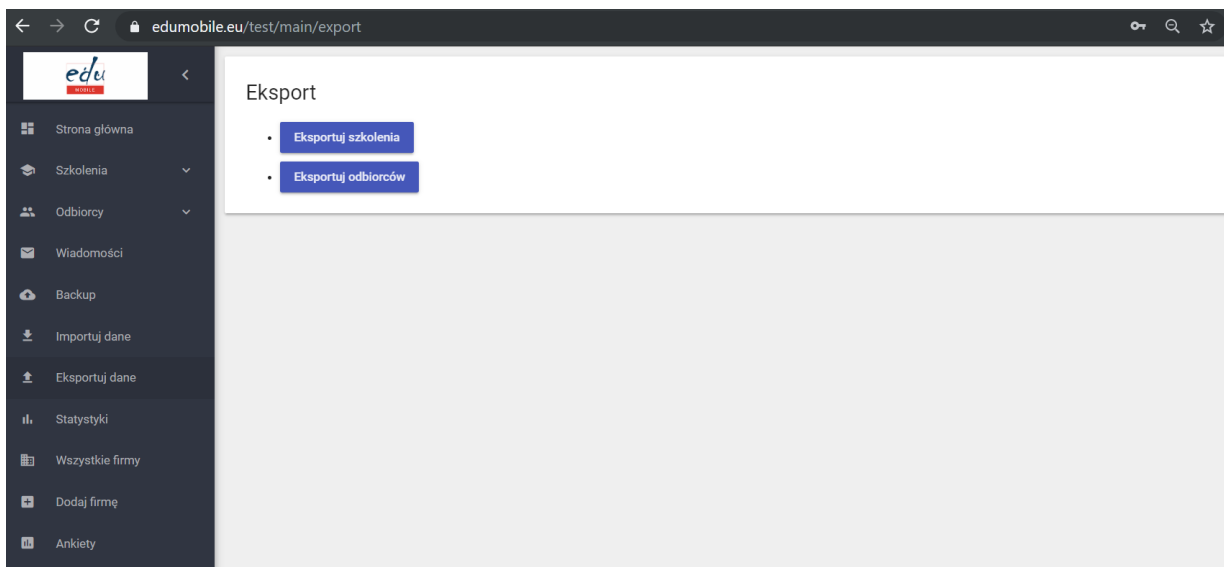 edumobile.eu/test/main/export
edu
MOBILE
Eksport
Eksportuj szkolenia
Eksportuj odbiorców
Strona główna
Szkolenia
Odbiorcy
Wiadomości
Backup
Importuj dane
Eksportuj dane
Statystyki
Wszystkie firmy
Dodaj firmę
Ankiety